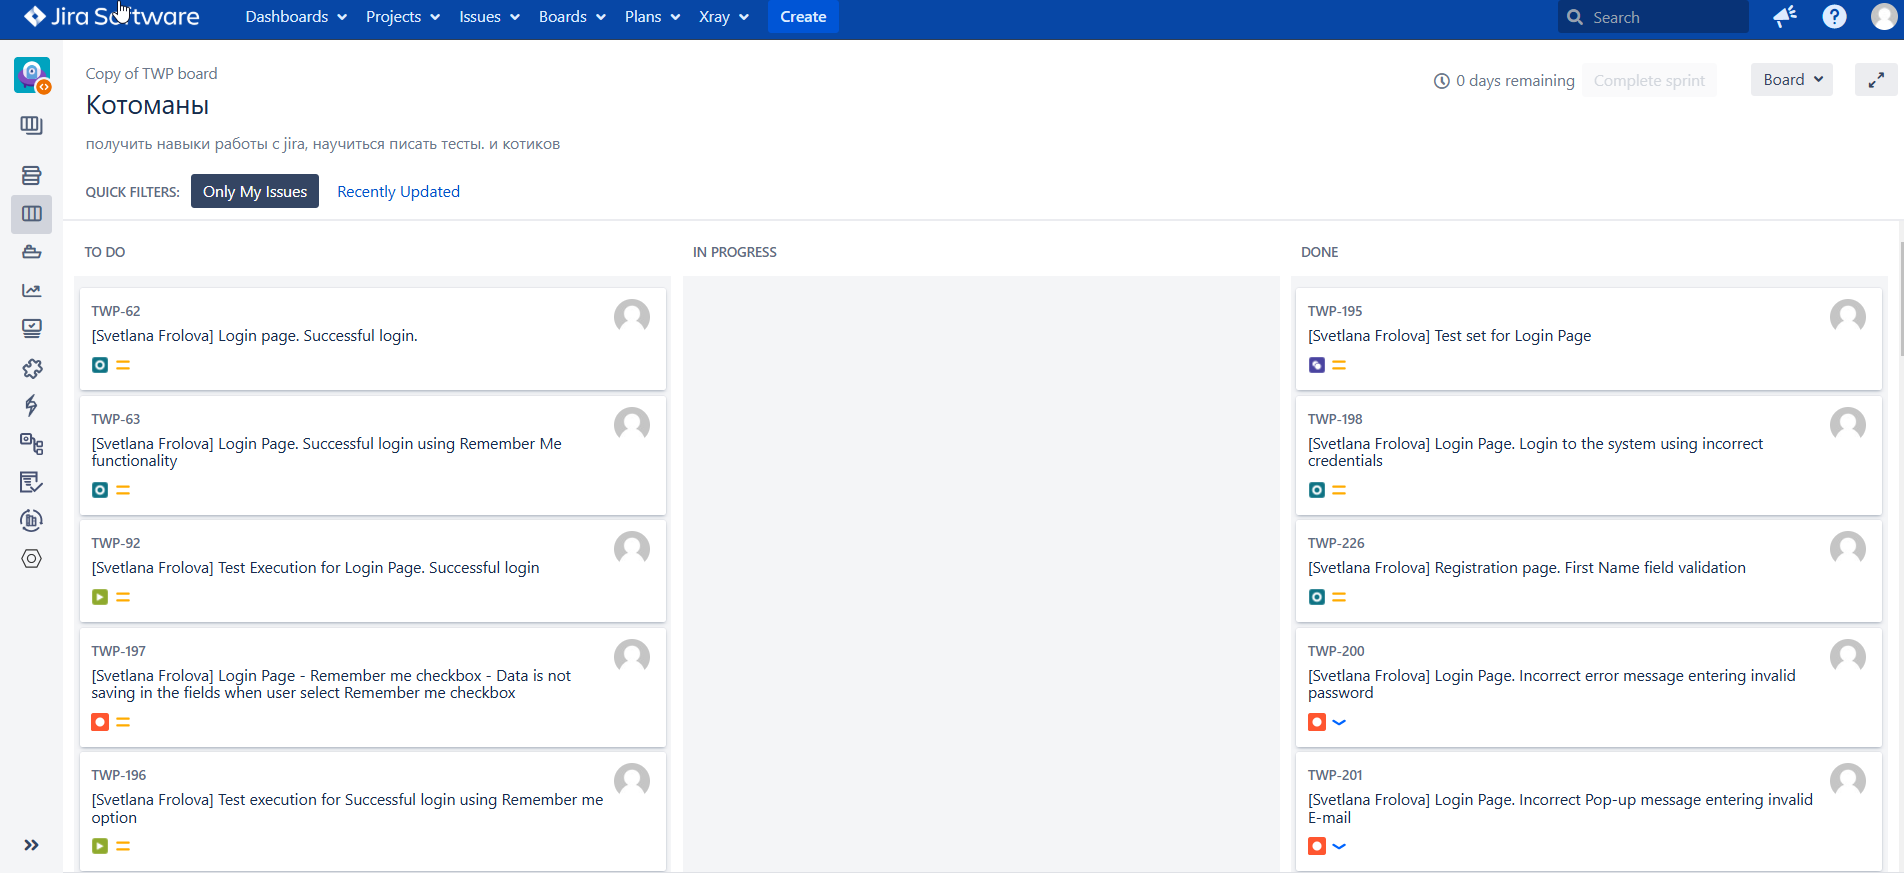 Jira Software
Dashboards
Projects
Issues
Boards
Plans
Xray
Create
Search
Copy of TWP board
Котоманы
получить навыки работы с jira, научиться писать тесты. и котиков
0 days remaining
Complete sprint
Board
QUICK FILTERS:
Only My Issues
Recently Updated
TO DO
IN PROGRESS
DONE
TWP-62
[Svetlana Frolova] Login page. Successful login.
TWP-63
[Svetlana Frolova] Login Page. Successful login using Remember Me
functionality
TWP-92
[Svetlana Frolova] Test Execution for Login Page. Successful login
TWP-197
[Svetlana Frolova] Login Page - Remember me checkbox - Data is not
saving in the fields when user select Remember me checkbox
TWP-196
[Svetlana Frolova] Test execution for Successful login using Remember me
option
TWP-195
[Svetlana Frolova] Test set for Login Page
TWP-198
[Svetlana Frolova] Login Page. Login to the system using incorrect
credentials
TWP-226
[Svetlana Frolova] Registration page. First Name field validation
TWP-200
[Svetlana Frolova] Login Page. Incorrect error message entering invalid
password
TWP-201
[Svetlana Frolova] Login Page. Incorrect Pop-up message entering invalid
E-mail